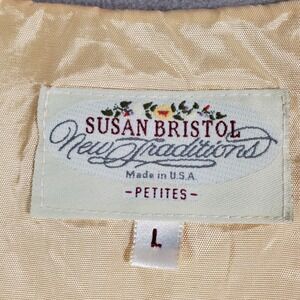 SUSAN BRISTOL
New Traditions
Made in U.S.A
- PETITES -
L